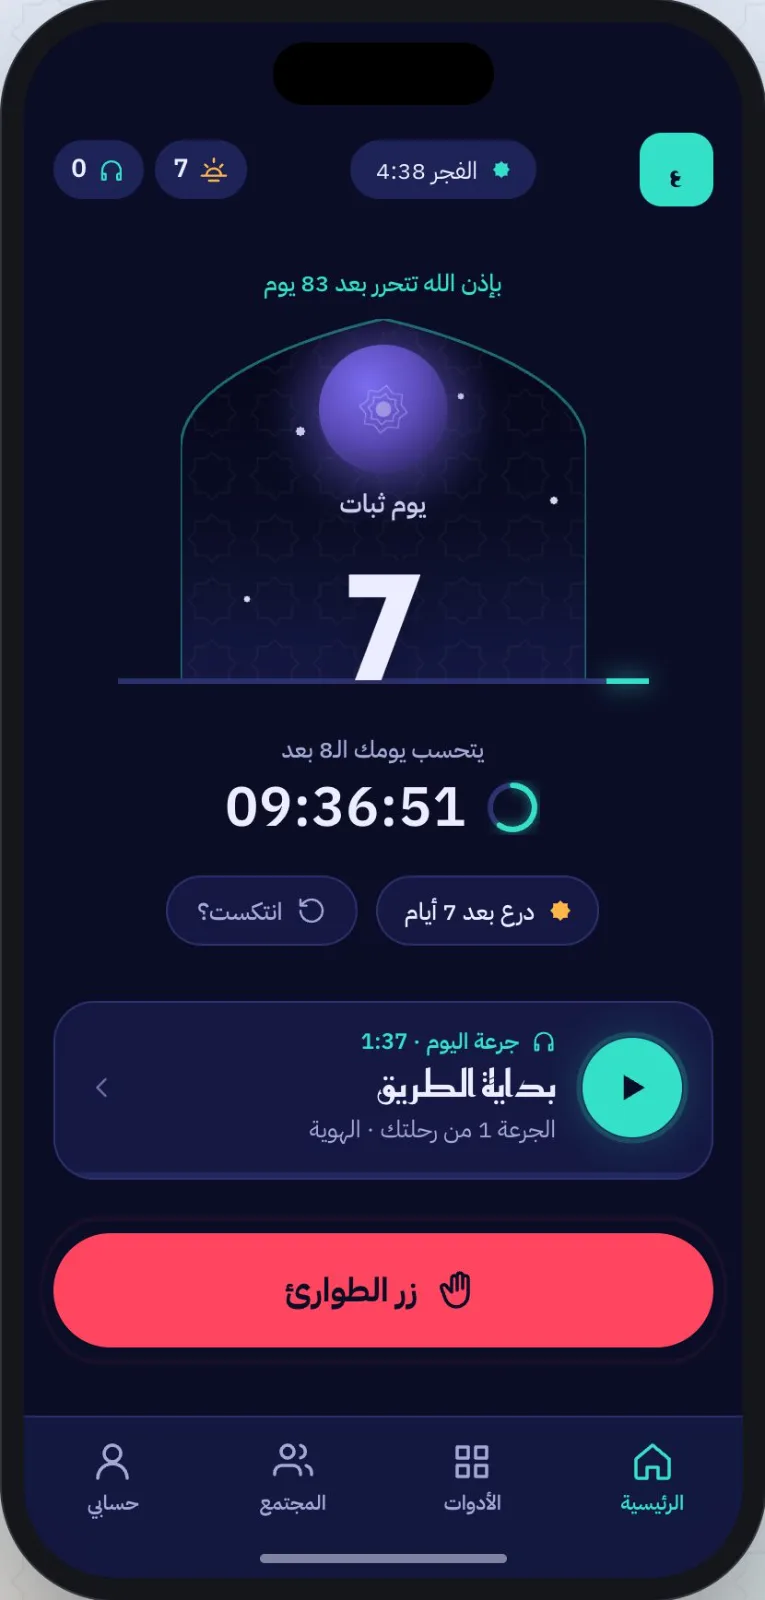 ع
الفجر 4:38
7
0
بإذن الله تتحرر بعد 83 يوم
يوم ثبات
7
يتحسب يومك الـ8 بعد
09:36:51
درع بعد 7 أيام
انتكست؟
جرعة اليوم · 1:37
بداية الطريق
الجرعة 1 من رحلتك · الهوية
زر الطوارئ
الرئيسية
الأدوات
المجتمع
حسابي